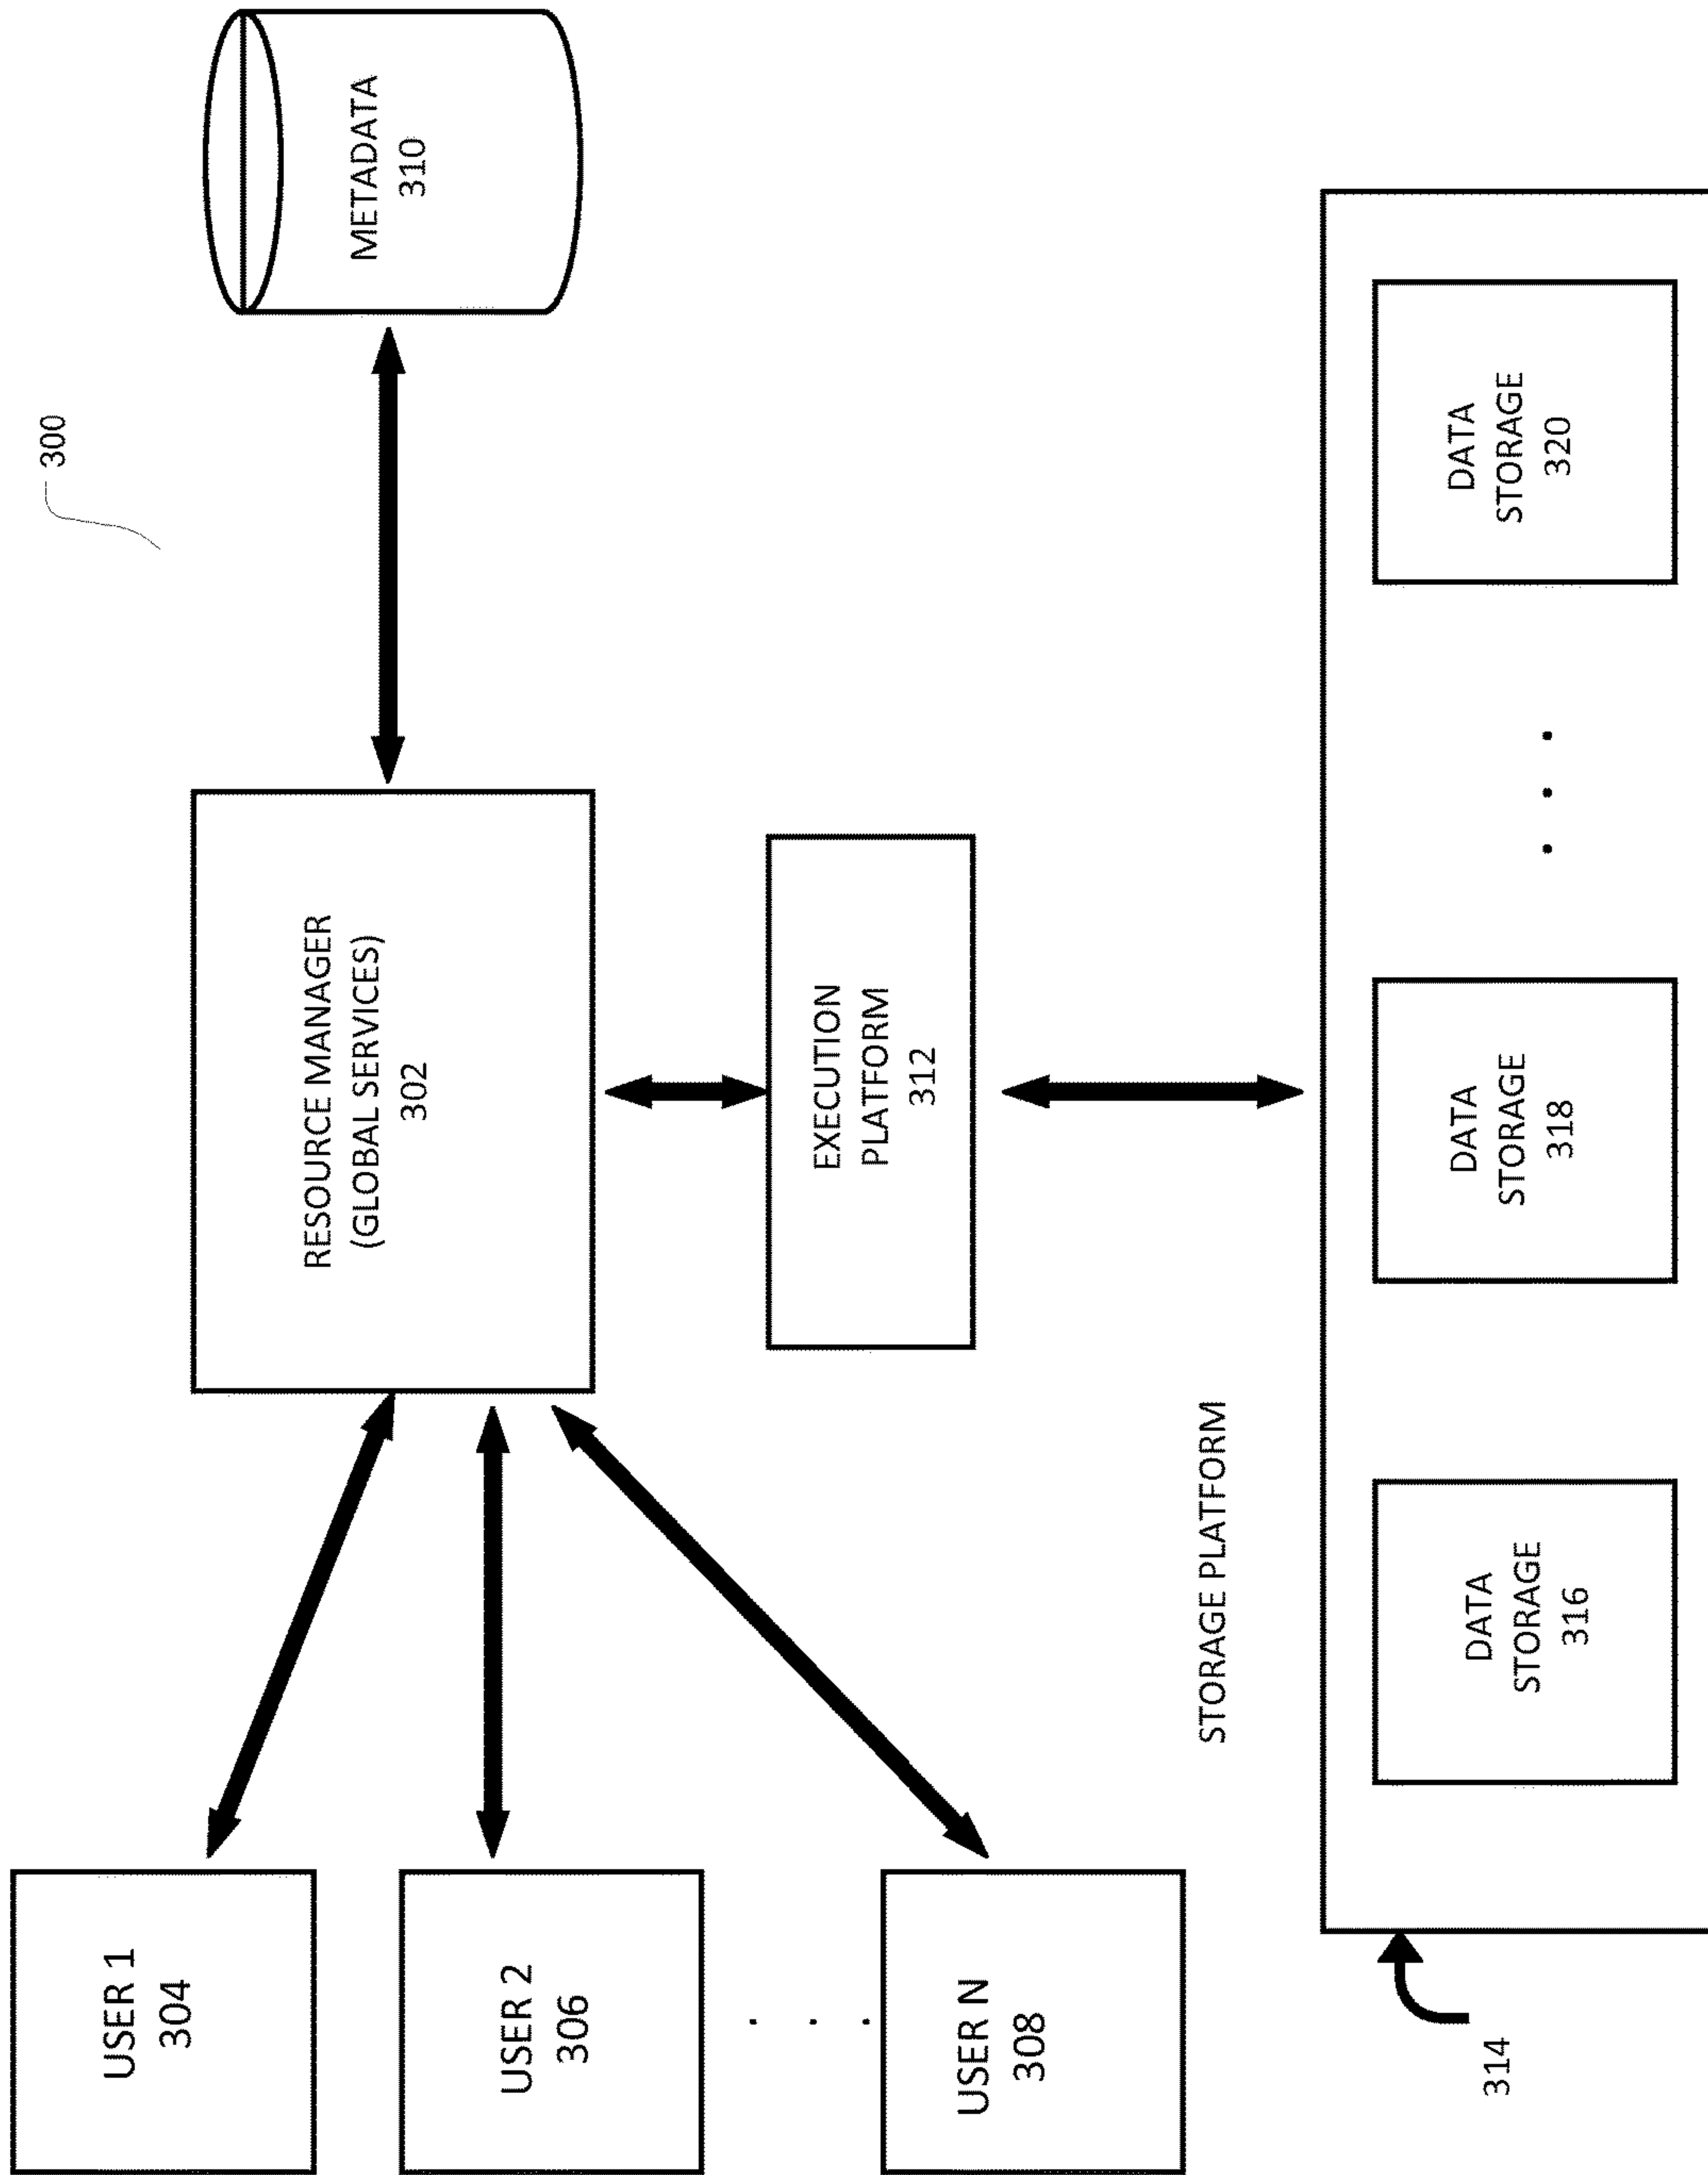 300
USER 1
304
USER 2
306
. . .
USER N
308
RESOURCE MANAGER
(GLOBAL SERVICES)
302
METADATA
310
EXECUTION
PLATFORM
312
STORAGE PLATFORM
314
DATA
STORAGE
316
DATA
STORAGE
318
. . .
DATA
STORAGE
320